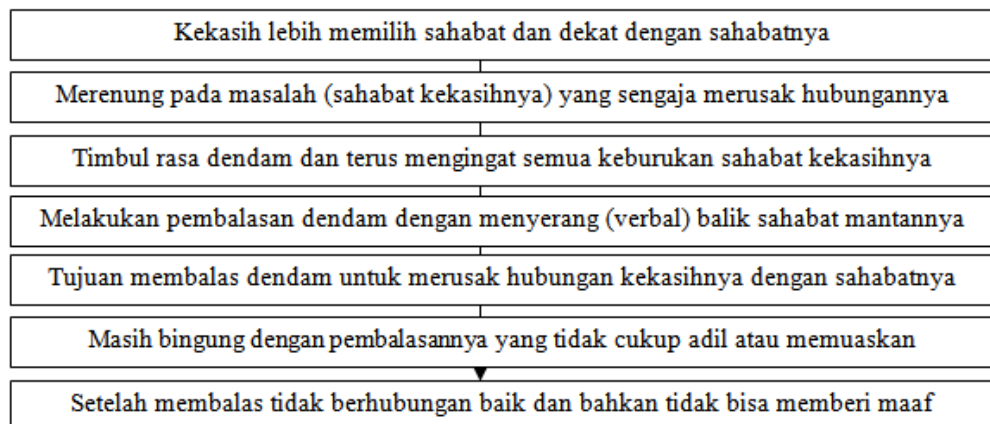 Kekasih lebih memilih sahabat dan dekat dengan sahabatnya
Merenung pada masalah (sahabat kekasihnya) yang sengaja merusak hubungannya
Timbul rasa dendam dan terus mengingat semua keburukan sahabat kekasihnya
Melakukan pembalasan dendam dengan menyerang (verbal) balik sahabat mantannya
Tujuan membalas dendam untuk merusak hubungan kekasihnya dengan sahabatnya
Masih bingung dengan pembalasannya yang tidak cukup adil atau memuaskan
Setelah membalas tidak berhubungan baik dan bahkan tidak bisa memberi maaf